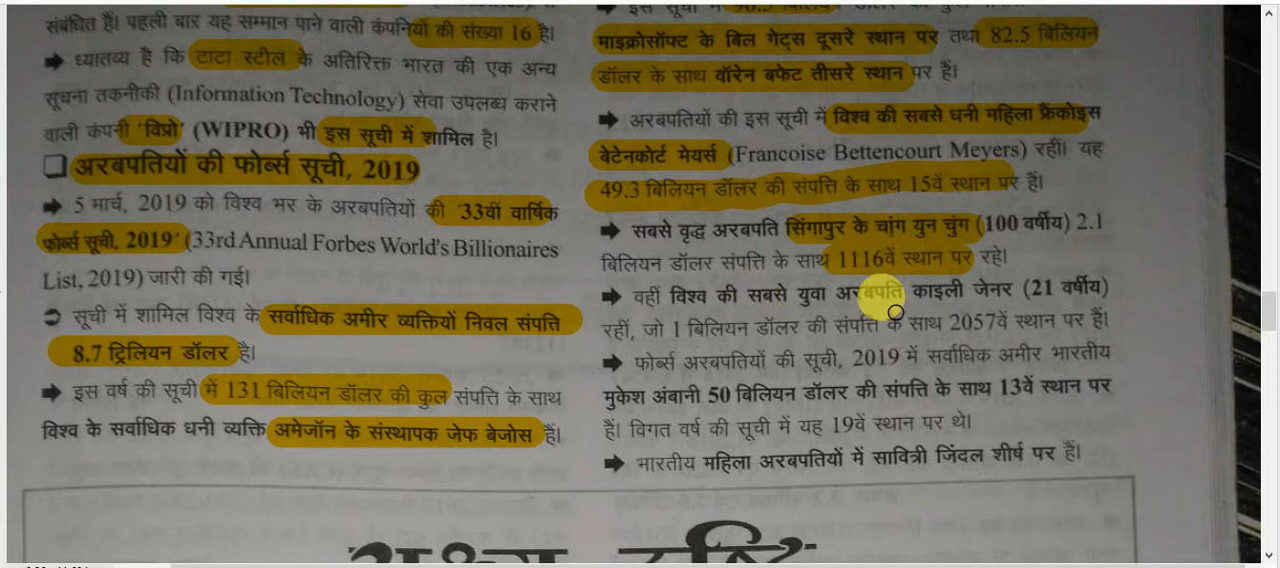 संबंधित हैं। पहली बार यह सम्मान पाने वाली कंपनियों की संख्या 16 है।
➡ ध्यातव्य है कि टाटा स्टील के अतिरिक्त भारत की एक अन्य
सूचना तकनीकी (Information Technology) सेवा उपलब्ध कराने
वाली कंपनी 'विप्रो' (WIPRO) भी इस सूची में शामिल है।
❑ अरबपतियों की फोर्ब्स सूची, 2019
➡ 5 मार्च, 2019 को विश्व भर के अरबपतियों की '33वीं वार्षिक
फोर्ब्स सूची, 2019' (33rd Annual Forbes World's Billionaires
List, 2019) जारी की गई।
➲ सूची में शामिल विश्व के सर्वाधिक अमीर व्यक्तियों निवल संपत्ति
8.7 ट्रिलियन डॉलर है।
➡ इस वर्ष की सूची में 131 बिलियन डॉलर की कुल संपत्ति के साथ
विश्व के सर्वाधिक धनी व्यक्ति अमेजॉन के संस्थापक जेफ बेजोस हैं।
इस सूची में 96.5 बिलियन डॉलर
माइक्रोसॉफ्ट के बिल गेट्स दूसरे स्थान पर तथा 82.5 बिलियन
डॉलर के साथ वॉरेन बफेट तीसरे स्थान पर हैं।
➡ अरबपतियों की इस सूची में विश्व की सबसे धनी महिला फ्रैंकोइस
बेटेनकोर्ट मेयर्स (Francoise Bettencourt Meyers) रहीं। यह
49.3 बिलियन डॉलर की संपत्ति के साथ 15वें स्थान पर हैं।
➡ सबसे वृद्ध अरबपति सिंगापुर के चांग युन चुंग (100 वर्षीय) 2.1
बिलियन डॉलर संपत्ति के साथ 1116वें स्थान पर रहे।
➡ वहीं विश्व की सबसे युवा अरबपति काइली जेनर (21 वर्षीय)
रहीं, जो 1 बिलियन डॉलर की संपत्ति के साथ 2057वें स्थान पर हैं।
➡ फोर्ब्स अरबपतियों की सूची, 2019 में सर्वाधिक अमीर भारतीय
मुकेश अंबानी 50 बिलियन डॉलर की संपत्ति के साथ 13वें स्थान पर
हैं। विगत वर्ष की सूची में यह 19वें स्थान पर थे।
➡ भारतीय महिला अरबपतियों में सावित्री जिंदल शीर्ष पर हैं।